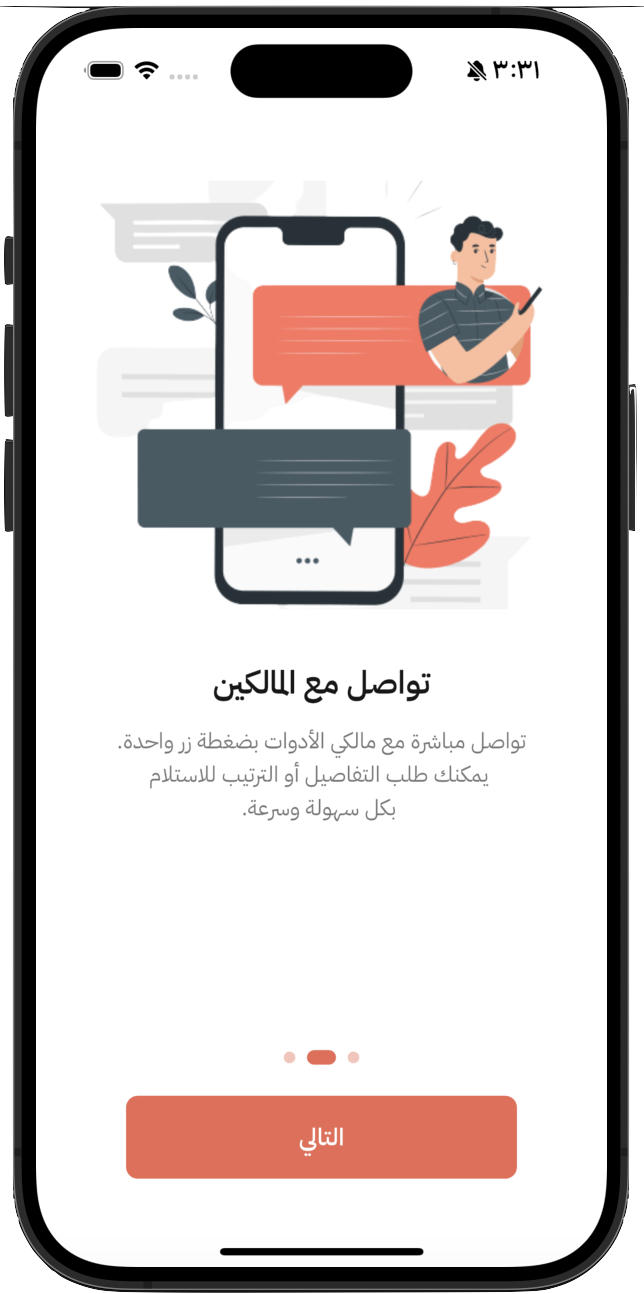 ٣:٣١
تواصل مع المالكين
تواصل مباشرة مع مالكي الأدوات بضغطة زر واحدة.
يمكنك طلب التفاصيل أو الترتيب للاستلام
بكل سهولة وسرعة.
التالي